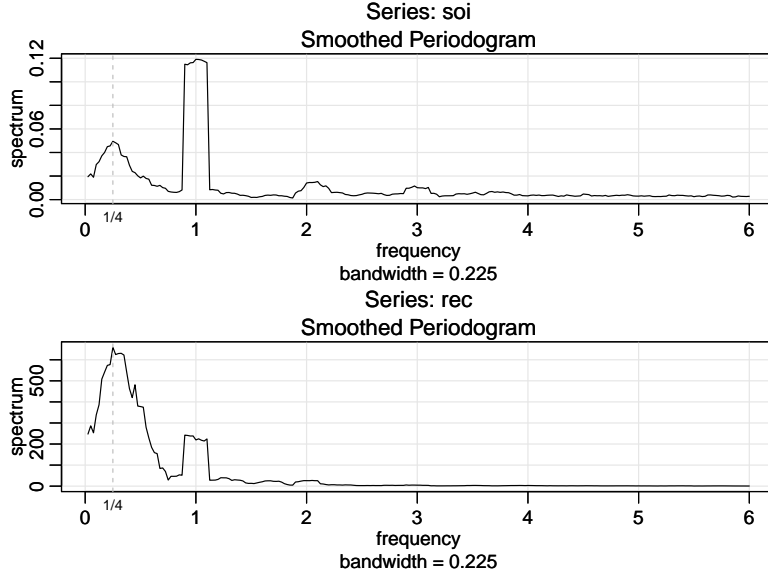 Series: soi
Smoothed Periodogram
spectrum
0.00 0.06 0.12
0 1 2 3 4 5 6
1/4
frequency
bandwidth = 0.225
Series: rec
Smoothed Periodogram
spectrum
0 200 500
0 1 2 3 4 5 6
1/4
frequency
bandwidth = 0.225